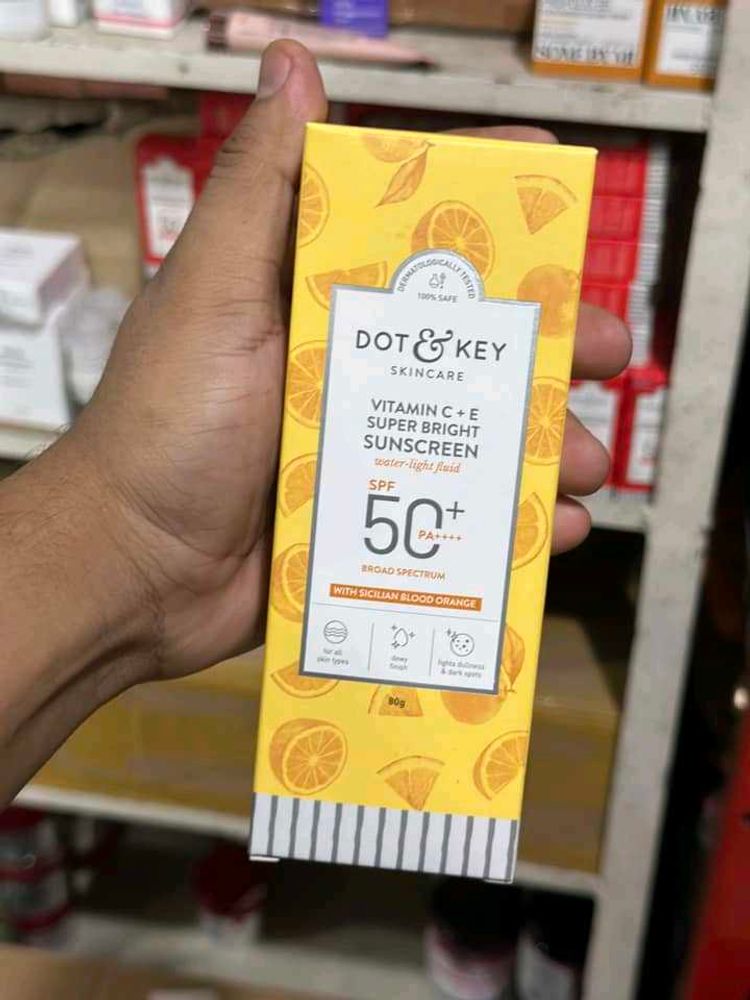 DERMATOLOGICALLY TESTED
100% SAFE
DOT & KEY
SKINCARE
VITAMIN C + E
SUPER BRIGHT
SUNSCREEN
water-light fluid
SPF
50+
PA++++
BROAD SPECTRUM
WITH SICILIAN BLOOD ORANGE
for all
skin types
dewy
finish
fights dullness
& dark spots
80g